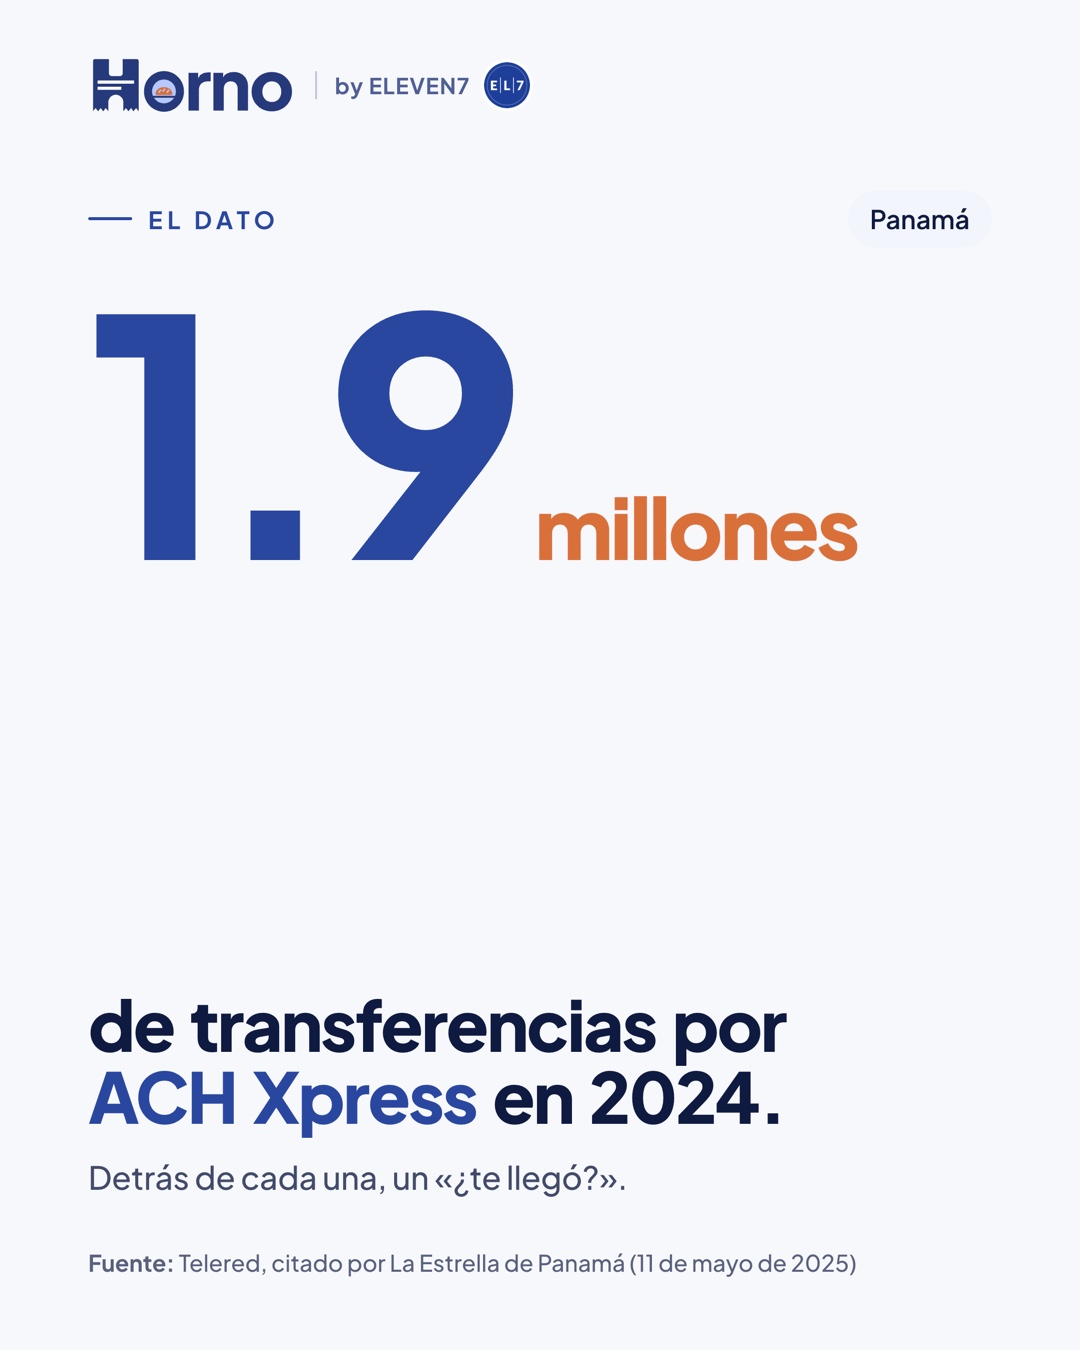 Horno
by ELEVEN7
E|L|7
EL DATO
Panamá
1.9 millones
de transferencias por
ACH Xpress en 2024.
Detrás de cada una, un «¿te llegó?».
Fuente: Telered, citado por La Estrella de Panamá (11 de mayo de 2025)